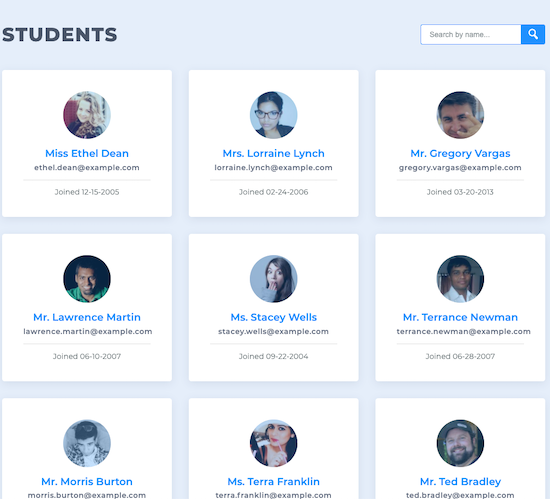 STUDENTS
Search by name...
Miss Ethel Dean
ethel.dean@example.com
Joined 12-15-2005
Mrs. Lorraine Lynch
lorraine.lynch@example.com
Joined 02-24-2006
Mr. Gregory Vargas
gregory.vargas@example.com
Joined 03-20-2013
Mr. Lawrence Martin
lawrence.martin@example.com
Joined 06-10-2007
Ms. Stacey Wells
stacey.wells@example.com
Joined 09-22-2004
Mr. Terrance Newman
terrance.newman@example.com
Joined 06-28-2007
Mr. Morris Burton
morris.burton@example.com
Ms. Terra Franklin
terra.franklin@example.com
Mr. Ted Bradley
ted.bradley@example.com